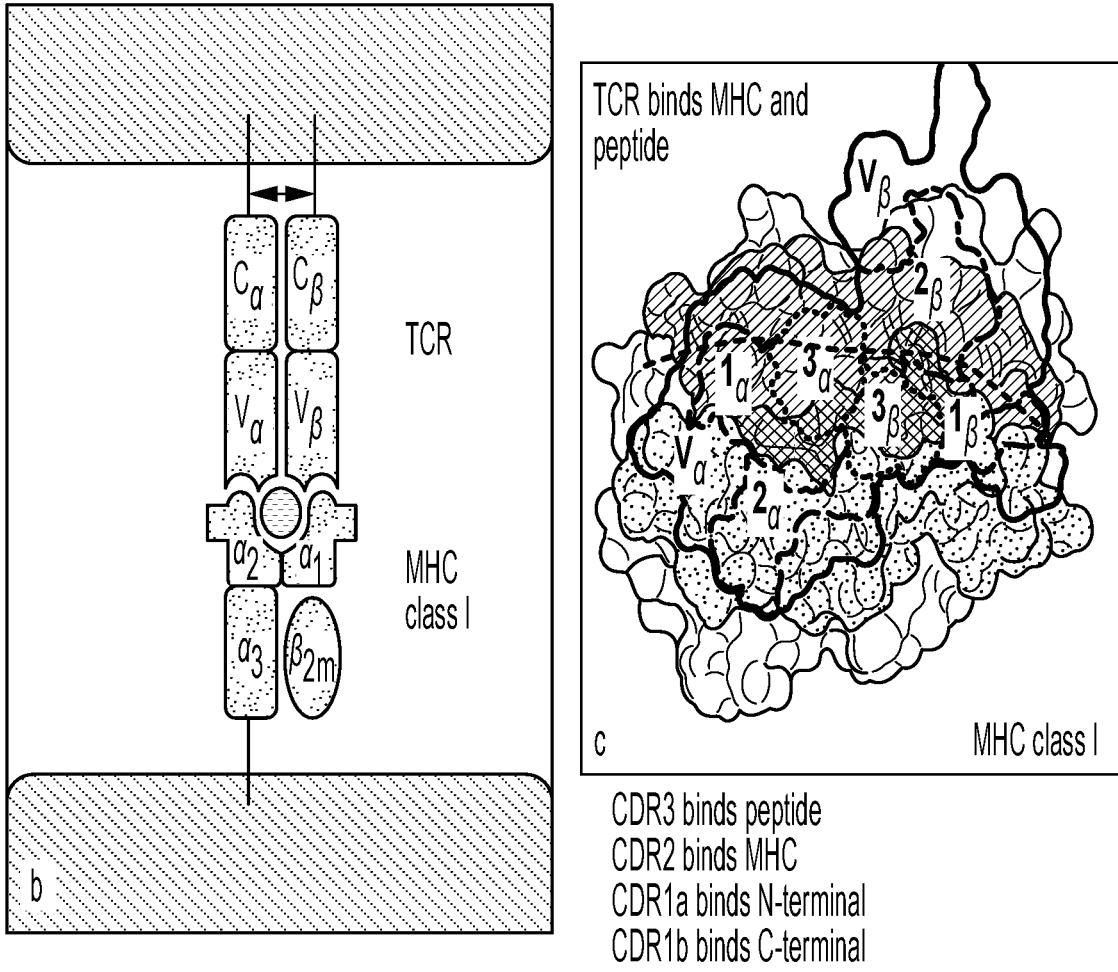 Cα Cβ
TCR
Vα Vβ
α2 α1
MHC
class I
α3 β2m
b
TCR binds MHC and
peptide
Vβ
2β
1α 3α
3β 1β
Vα
2α
c MHC class I
CDR3 binds peptide
CDR2 binds MHC
CDR1a binds N-terminal
CDR1b binds C-terminal